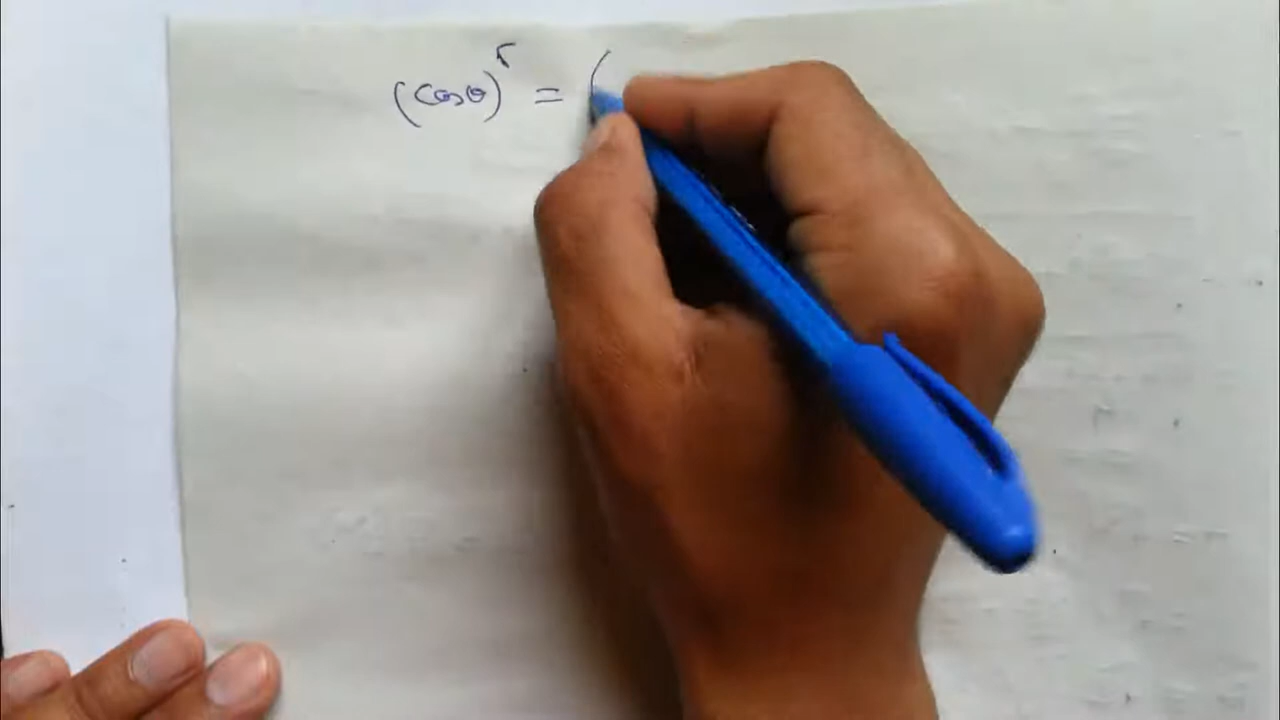 (cosθ)^r = (